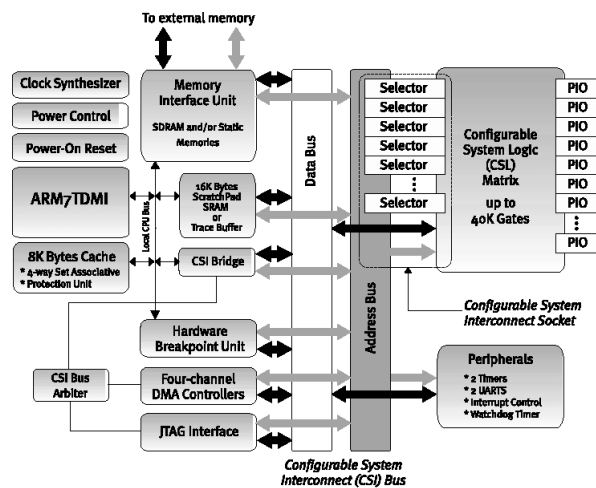 To external memory
Clock Synthesizer
Power Control
Power-On Reset
ARM7TDMI
8K Bytes Cache
* 4-way Set Associative
* Protection Unit
CSI Bus
Arbiter
Memory
Interface Unit
SDRAM and/or Static
Memories
Local CPU Bus
16K Bytes
ScratchPad
SRAM
or
Trace Buffer
CSI Bridge
Hardware
Breakpoint Unit
Four-channel
DMA Controllers
JTAG Interface
Data Bus
Address Bus
Configurable System
Interconnect (CSI) Bus
Selector
Selector
Selector
Selector
Selector
Selector
Configurable
System Logic
(CSL)
Matrix
up to
40K Gates
PIO
PIO
PIO
PIO
PIO
PIO
PIO
PIO
Configurable System
Interconnect Socket
Peripherals
* 2 Timers
* 2 UARTS
* Interrupt Control
* Watchdog Timer